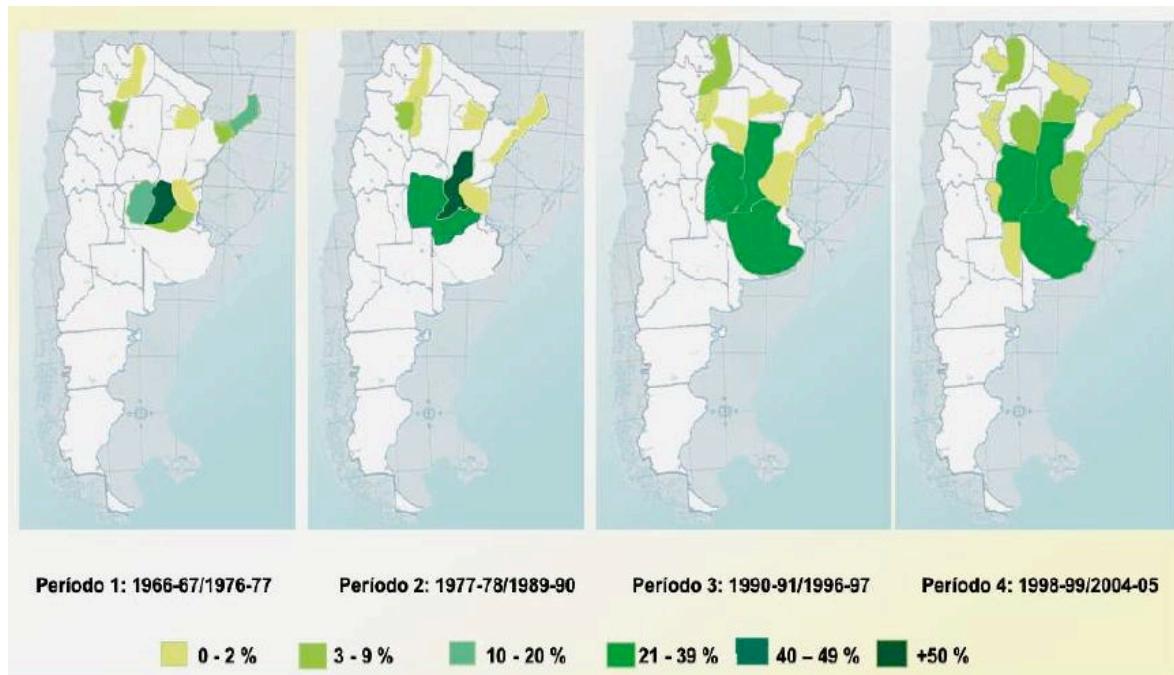 Período 1: 1966-67/1976-77
Período 2: 1977-78/1989-90
Período 3: 1990-91/1996-97
Período 4: 1998-99/2004-05
0 - 2 %
3 - 9 %
10 - 20 %
21 - 39 %
40 – 49 %
+50 %